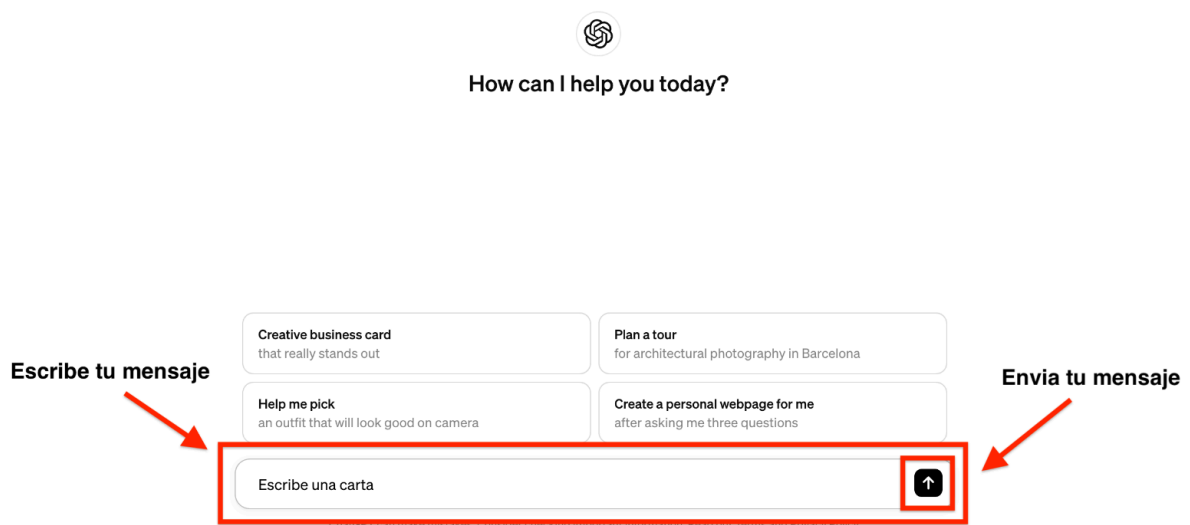 How can I help you today?
Creative business card
that really stands out
Plan a tour
for architectural photography in Barcelona
Escribe tu mensaje
Envia tu mensaje
Help me pick
an outfit that will look good on camera
Create a personal webpage for me
after asking me three questions
Escribe una carta